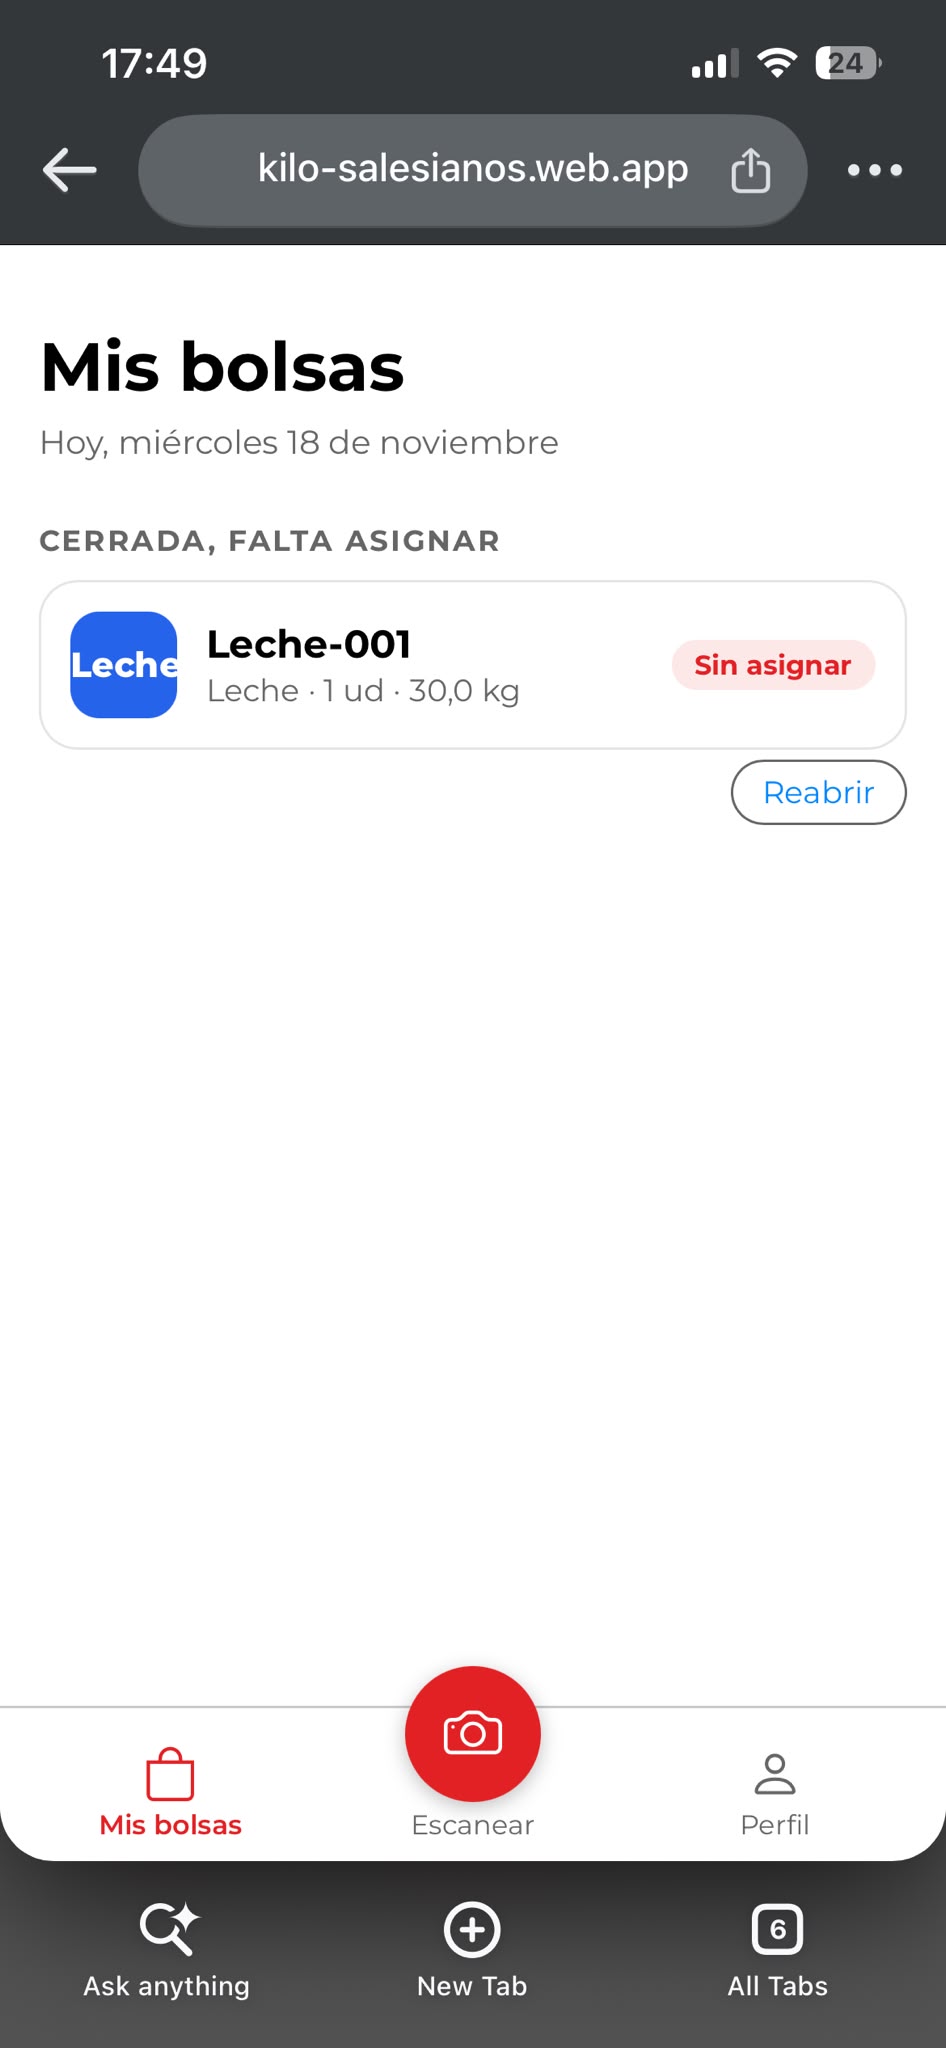 17:49
24
kilo-salesianos.web.app
Mis bolsas
Hoy, miércoles 18 de noviembre
CERRADA, FALTA ASIGNAR
Leche
Leche-001
Leche · 1 ud · 30,0 kg
Sin asignar
Reabrir
Mis bolsas
Escanear
Perfil
6
Ask anything
New Tab
All Tabs